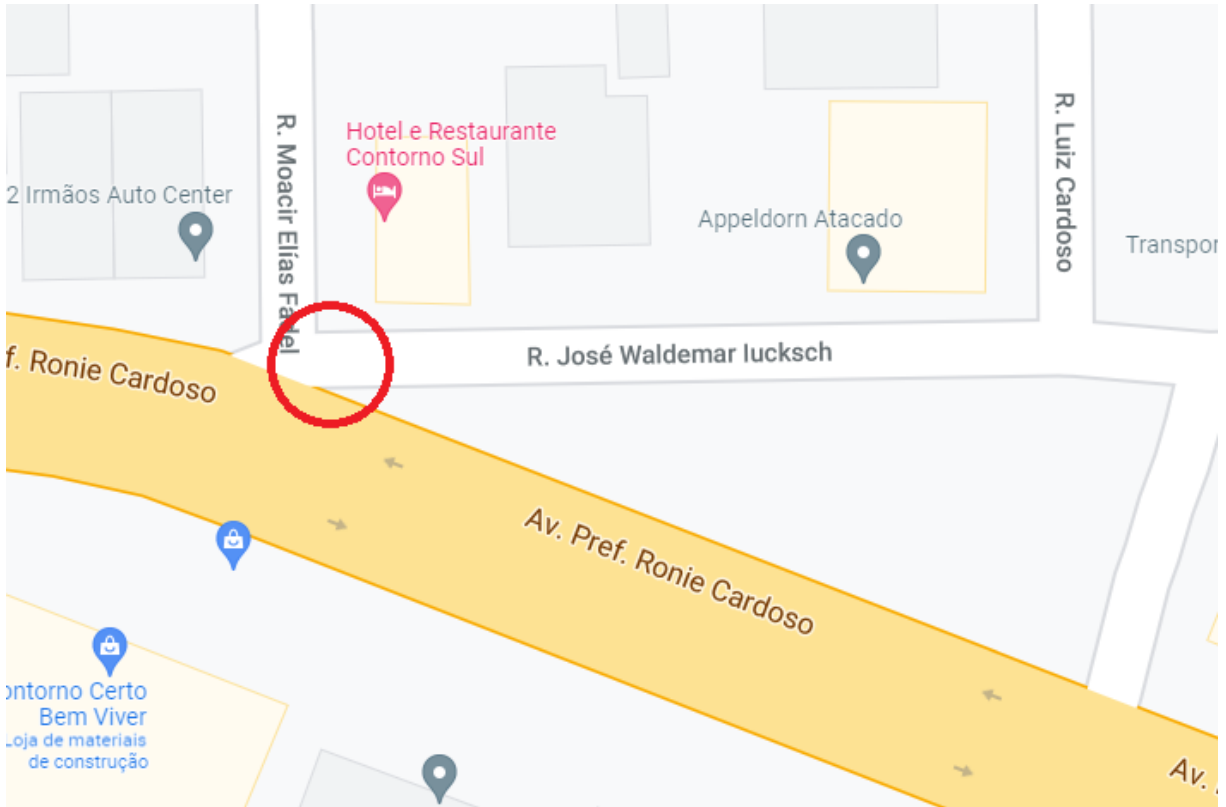 R. Moacir Elías Fadel
Hotel e Restaurante
Contorno Sul
2 Irmãos Auto Center
Appeldorn Atacado
R. Luiz Cardoso
Transpor
R. José Waldemar Iucksch
f. Ronie Cardoso
Av. Pref. Ronie Cardoso
ontorno Certo
Bem Viver
Loja de materiais
de construção
Av.